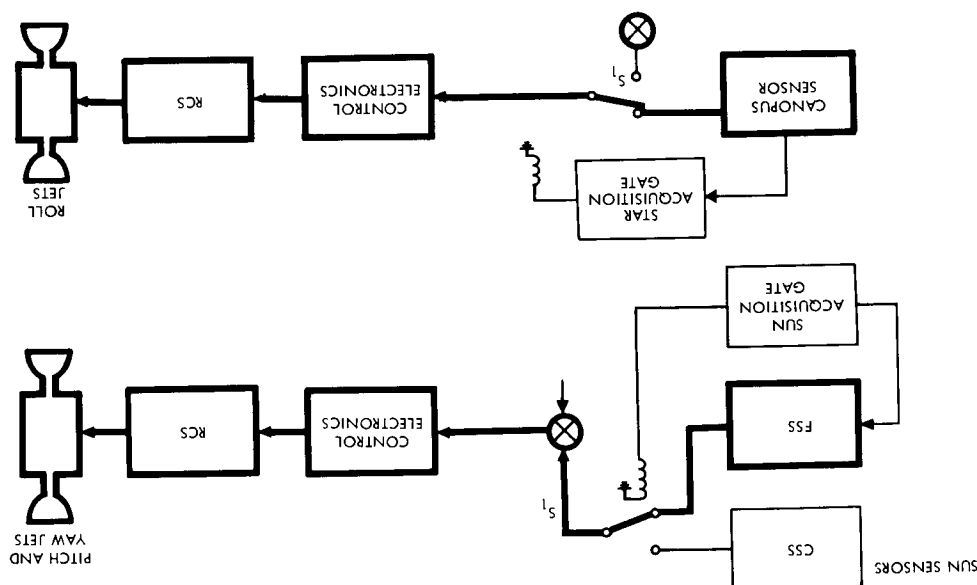 SUN SENSORS
CSS
PITCH AND
YAW JETS
S1
FSS
CONTROL
ELECTRONICS
RCS
SUN
ACQUISITION
GATE
STAR
ACQUISITION
GATE
ROLL
JETS
CANOPUS
SENSOR
S1
CONTROL
ELECTRONICS
RCS